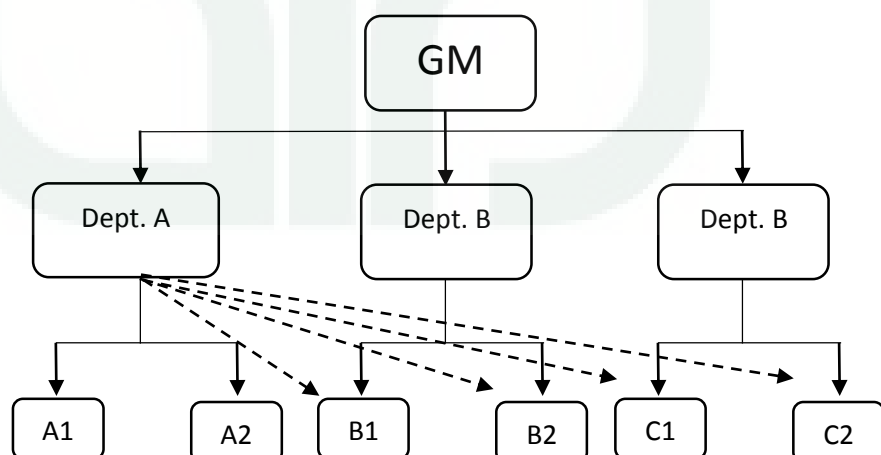 GM
Dept. A
Dept. B
Dept. B
A1
A2
B1
B2
C1
C2